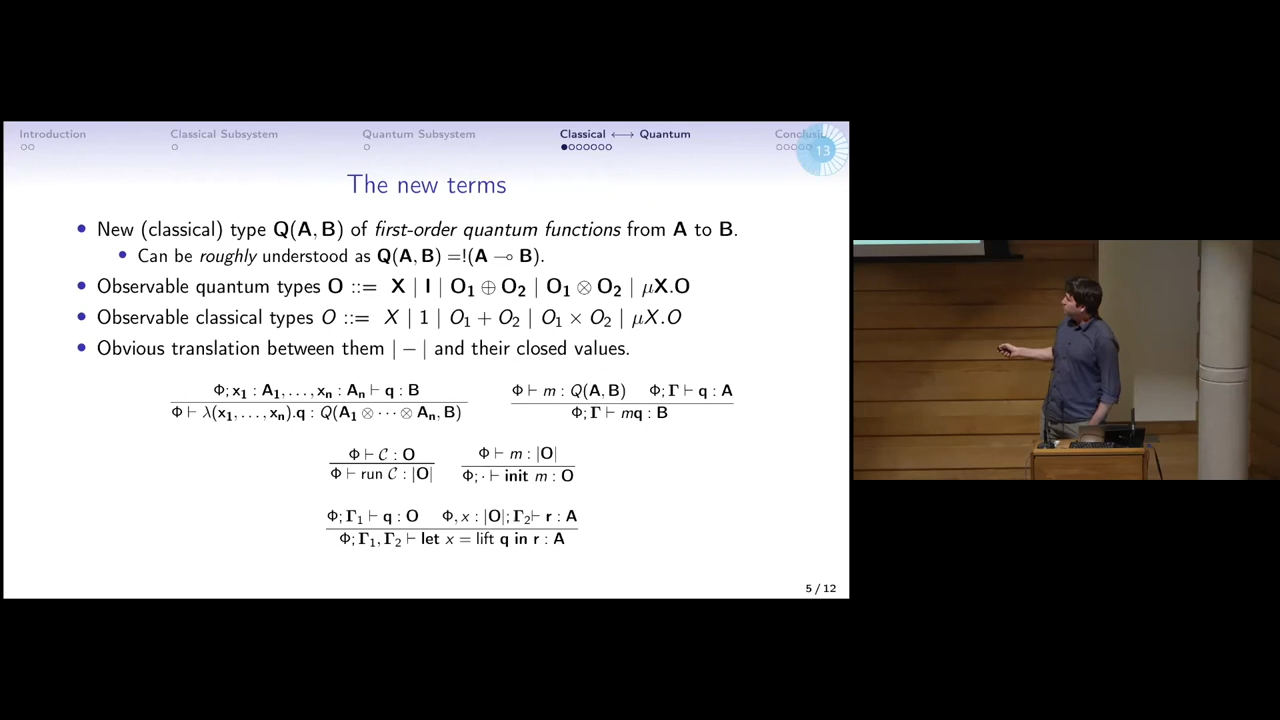 Introduction Classical Subsystem Quantum Subsystem Classical ⟷ Quantum Conclusio
13
The new terms
• New (classical) type Q(A, B) of first-order quantum functions from A to B.
• Can be roughly understood as Q(A, B) =!(A ⊸ B).
• Observable quantum types O ::= X | I | O₁ ⊕ O₂ | O₁ ⊗ O₂ | μX.O
• Observable classical types O ::= X | 1 | O₁ + O₂ | O₁ × O₂ | μX.O
• Obvious translation between them | − | and their closed values.
Φ; x₁ : A₁, . . . , xₙ : Aₙ ⊢ q : B
Φ ⊢ λ(x₁, . . . , xₙ).q : Q(A₁ ⊗ · · · ⊗ Aₙ, B)
Φ ⊢ m : Q(A, B) Φ; Γ ⊢ q : A
Φ; Γ ⊢ mq : B
Φ ⊢ 𝒞 : O
Φ ⊢ run 𝒞 : |O|
Φ ⊢ m : |O|
Φ; · ⊢ init m : O
Φ; Γ₁ ⊢ q : O Φ, x : |O|; Γ₂ ⊢ r : A
Φ; Γ₁, Γ₂ ⊢ let x = lift q in r : A
5 / 12